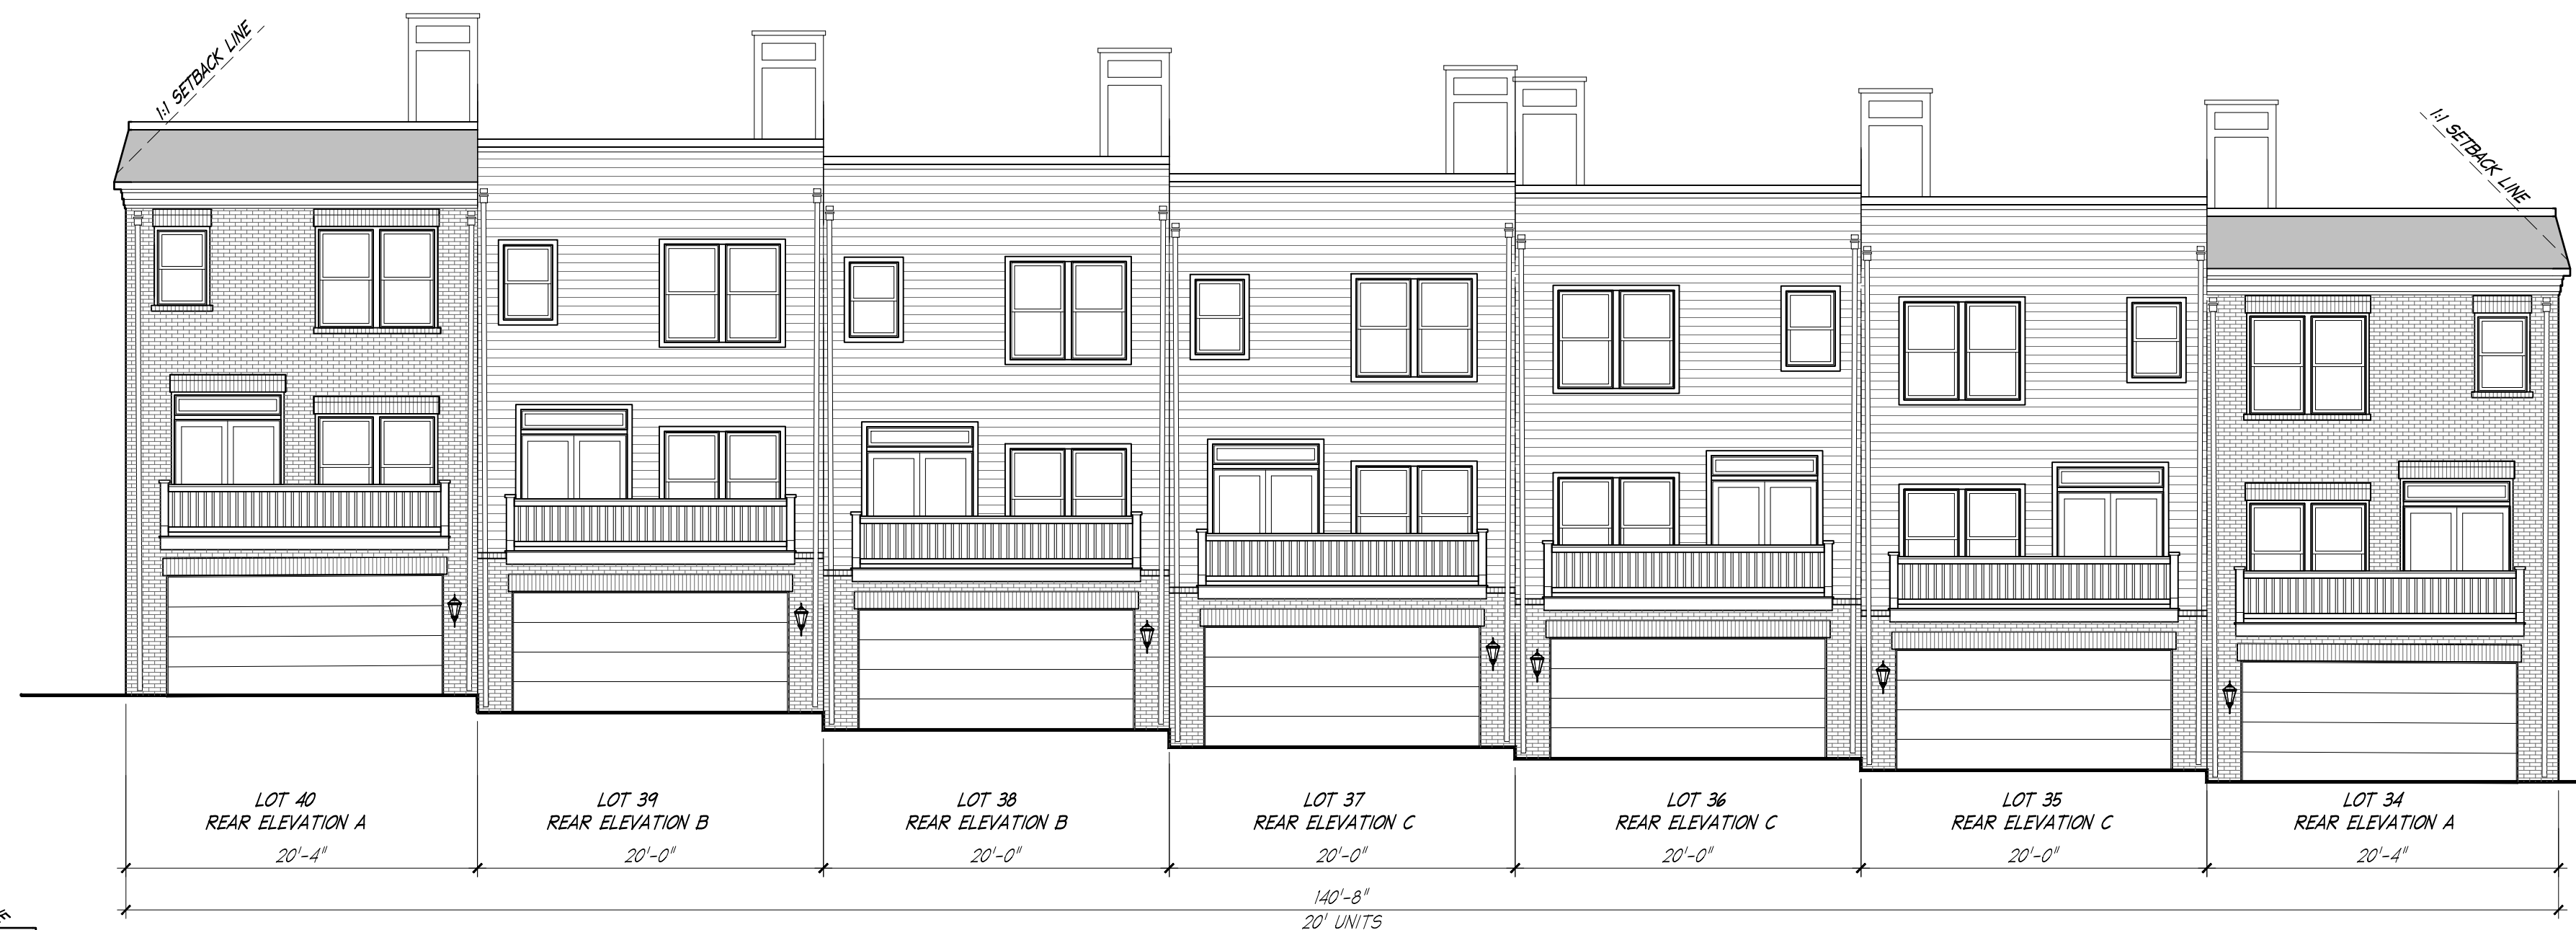 1:1 SETBACK LINE
1:1 SETBACK LINE
LOT 40
REAR ELEVATION A
LOT 39
REAR ELEVATION B
LOT 38
REAR ELEVATION B
LOT 37
REAR ELEVATION C
LOT 36
REAR ELEVATION C
LOT 35
REAR ELEVATION C
LOT 34
REAR ELEVATION A
20'-4"
20'-0"
20'-0"
20'-0"
20'-0"
20'-0"
20'-4"
140'-8"
20' UNITS